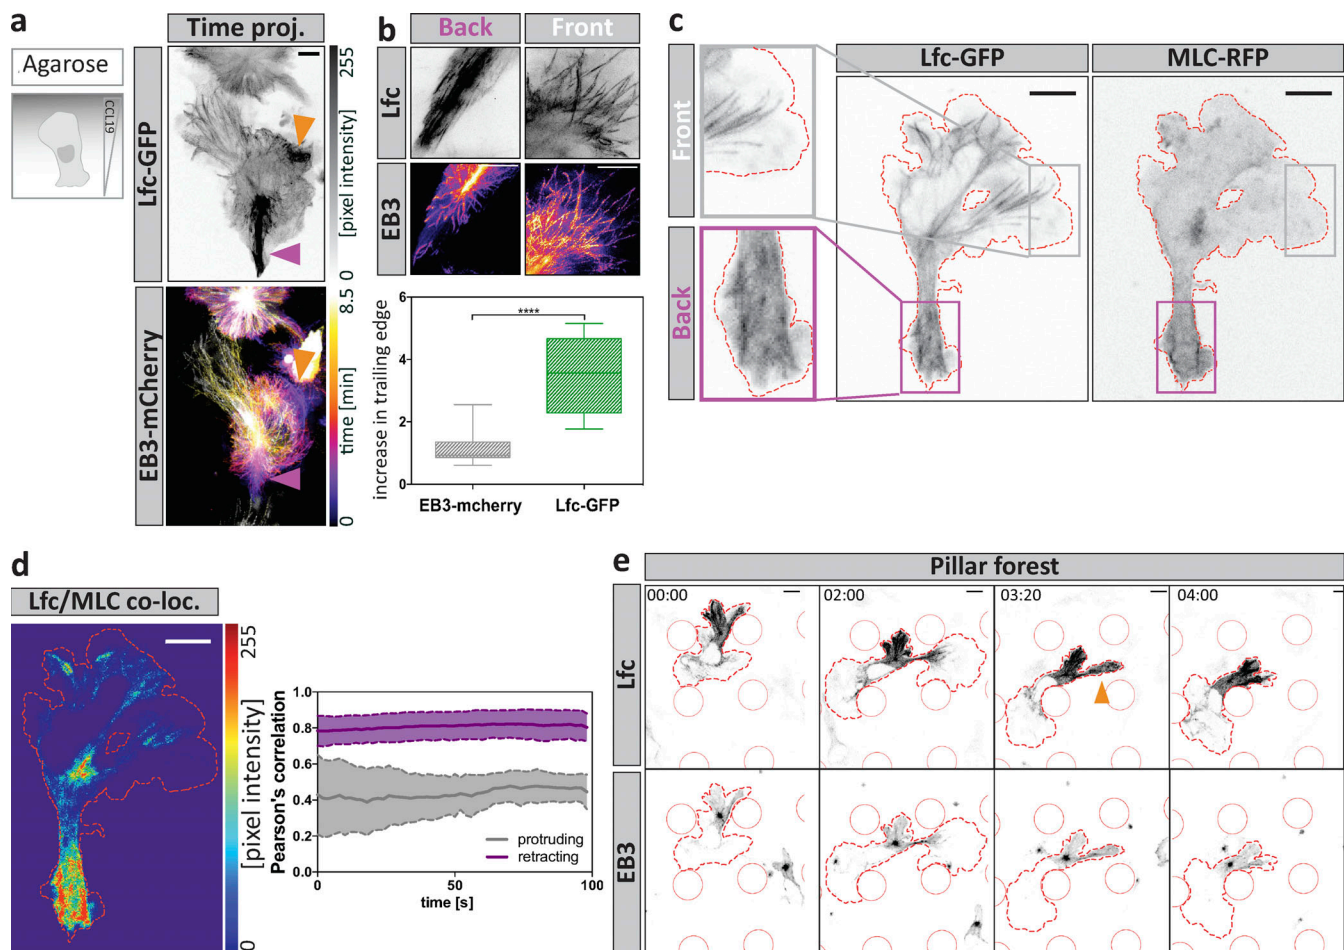 a
Time proj.
Agarose
CCL19
Lfc-GFP
255
[pixel intensity]
0
EB3-mCherry
8.5
time [min]
0
b
Back
Front
Lfc
EB3
increase in trailing edge
6
4
2
0
****
EB3-mcherry
Lfc-GFP
c
Lfc-GFP
MLC-RFP
Front
Back
d
Lfc/MLC co-loc.
255
[pixel intensity]
0
Pearson's correlation
1.0
0.8
0.6
0.4
0.2
0.0
protruding
retracting
0
50
100
time [s]
e
Pillar forest
Lfc
00:00
02:00
03:20
04:00
EB3